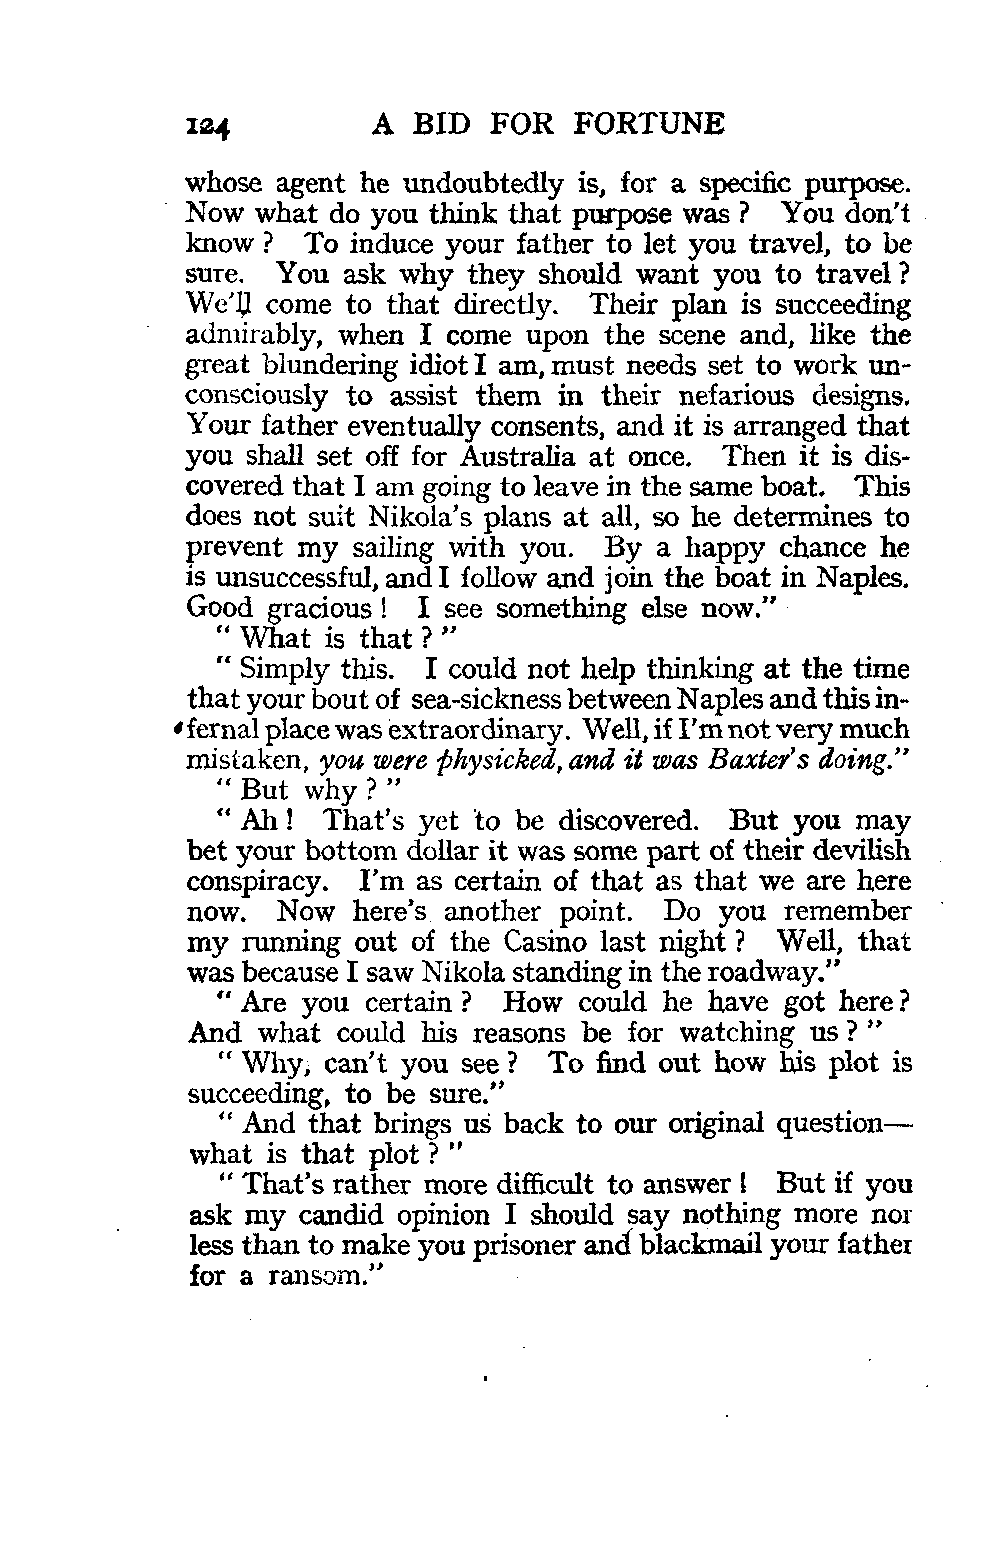 124 A BID FOR FORTUNE
whose agent he undoubtedly is, for a specific purpose.
Now what do you think that purpose was ? You don't
know ? To induce your father to let you travel, to be
sure. You ask why they should want you to travel ?
We'll come to that directly. Their plan is succeeding
admirably, when I come upon the scene and, like the
great blundering idiot I am, must needs set to work un-
consciously to assist them in their nefarious designs.
Your father eventually consents, and it is arranged that
you shall set off for Australia at once. Then it is dis-
covered that I am going to leave in the same boat. This
does not suit Nikola's plans at all, so he determines to
prevent my sailing with you. By a happy chance he
is unsuccessful, and I follow and join the boat in Naples.
Good gracious ! I see something else now."
" What is that ? "
" Simply this. I could not help thinking at the time
that your bout of sea-sickness between Naples and this in-
fernal place was extraordinary. Well, if I'm not very much
mistaken, you were physicked, and it was Baxter's doing."
" But why ? "
" Ah ! That's yet to be discovered. But you may
bet your bottom dollar it was some part of their devilish
conspiracy. I'm as certain of that as that we are here
now. Now here's another point. Do you remember
my running out of the Casino last night ? Well, that
was because I saw Nikola standing in the roadway."
" Are you certain ? How could he have got here ?
And what could his reasons be for watching us ? "
" Why, can't you see ? To find out how his plot is
succeeding, to be sure."
" And that brings us back to our original question—
what is that plot ? "
" That's rather more difficult to answer ! But if you
ask my candid opinion I should say nothing more nor
less than to make you prisoner and blackmail your father
for a ransom."